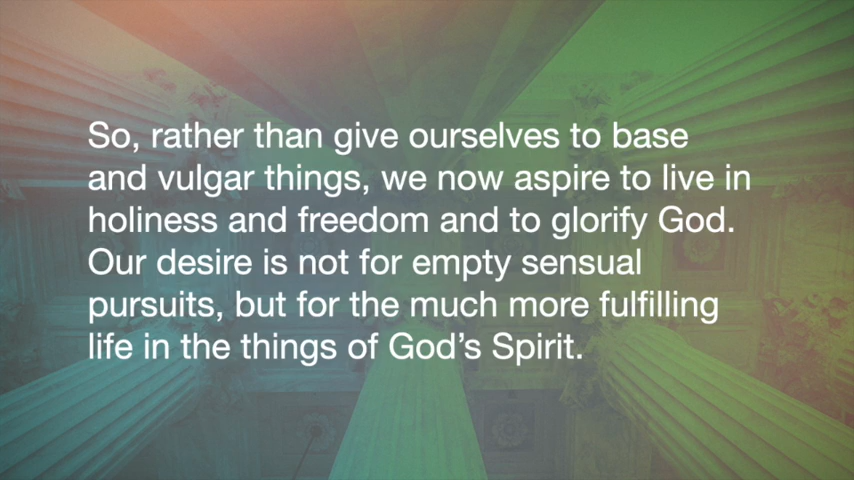 So, rather than give ourselves to base
and vulgar things, we now aspire to live in
holiness and freedom and to glorify God.
Our desire is not for empty sensual
pursuits, but for the much more fulfilling
life in the things of God’s Spirit.